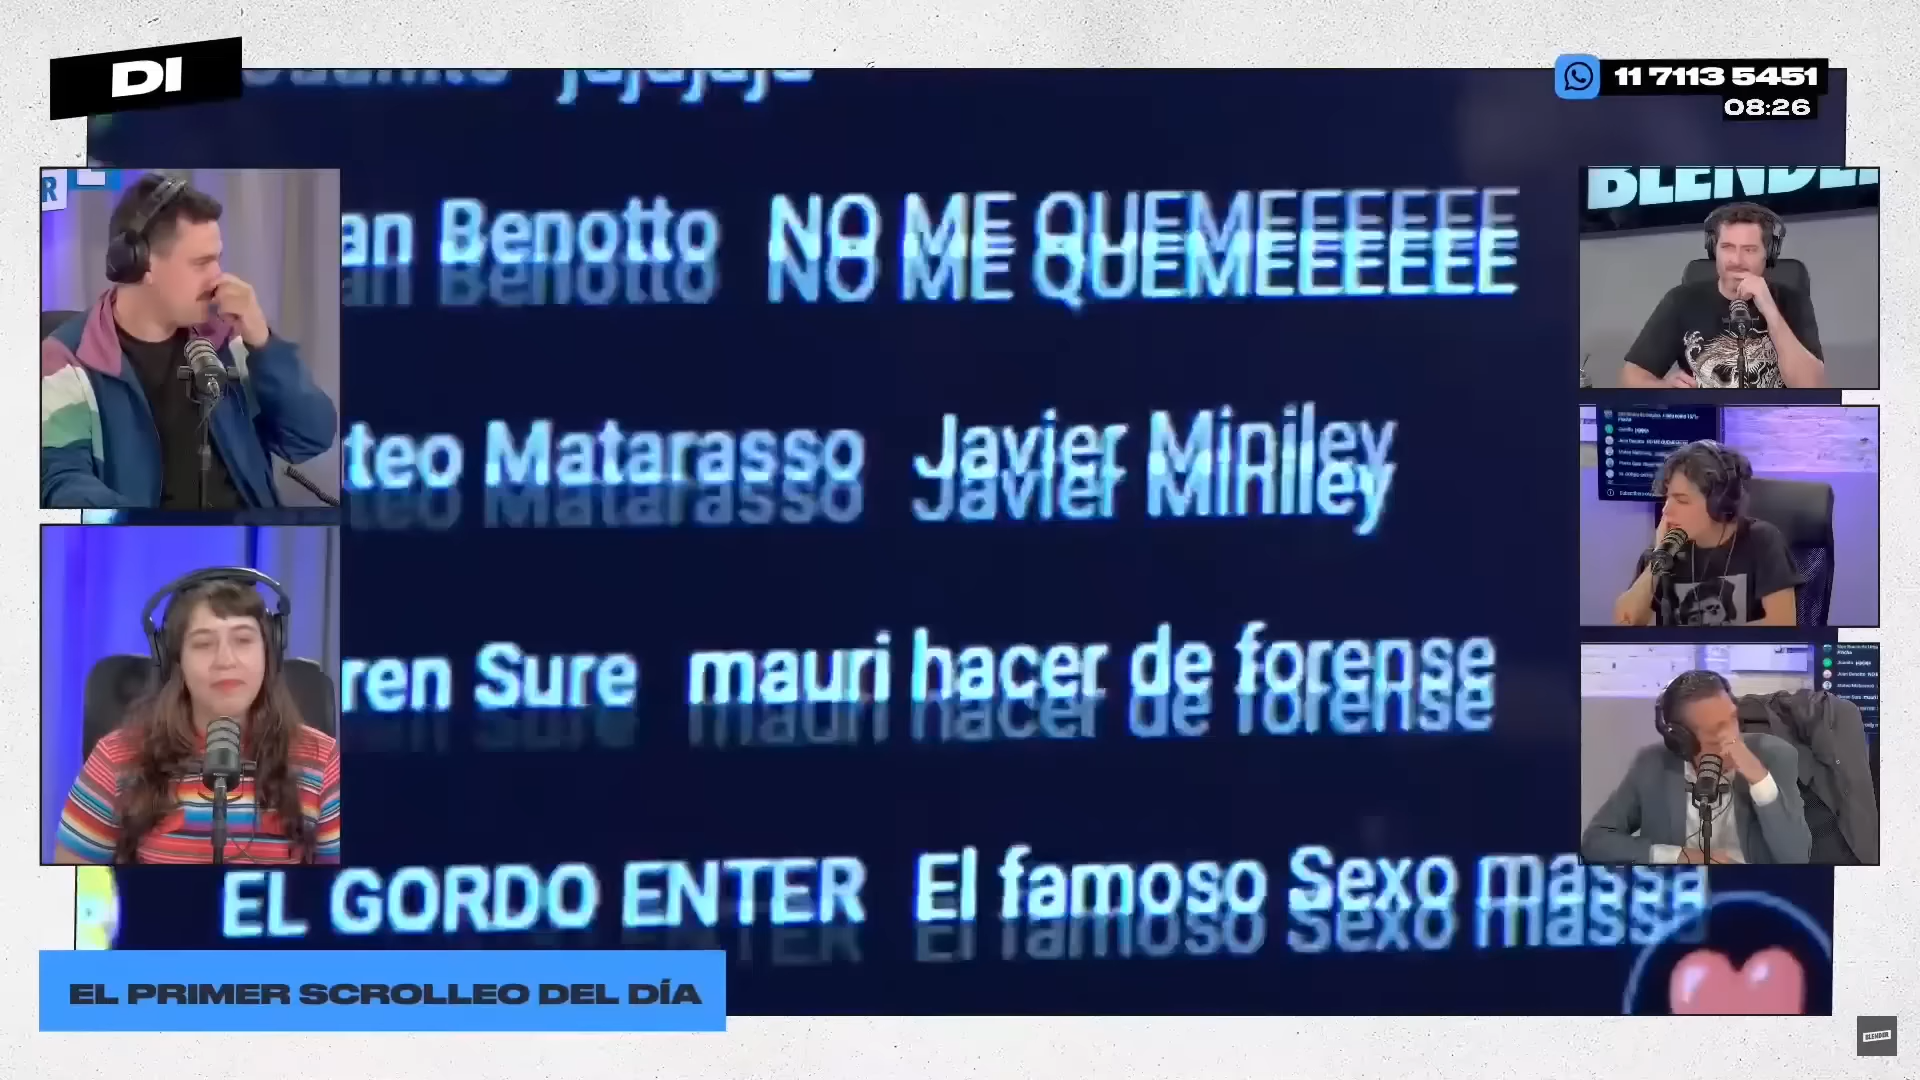 DI
11 7113 5451
08:26
jajajaja
an Benotto NO ME QUEMEEEEEE
teo Matarasso Javier Miniley
ren Sure mauri hacer de forense
EL GORDO ENTER El famoso Sexo massa
BLENDER
EL PRIMER SCROLLEO DEL DÍA
BLENDER